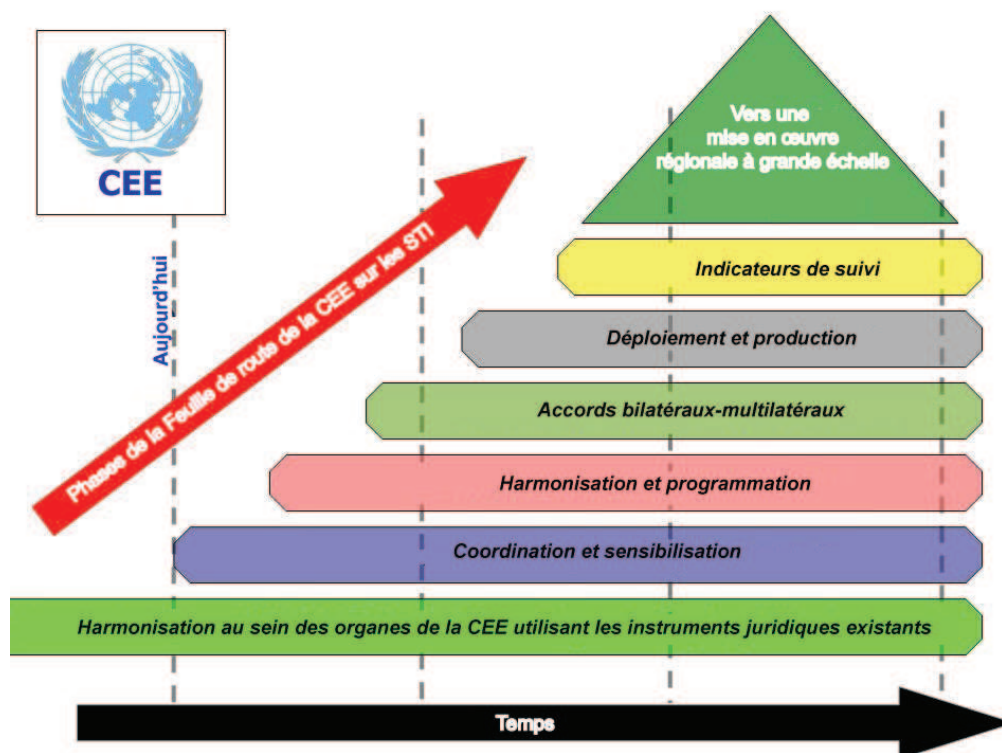 CEE
Aujourd'hui
Phases de la Feuille de route de la CEE sur les STI
Vers une
mise en œuvre
régionale à grande échelle
Indicateurs de suivi
Déploiement et production
Accords bilatéraux-multilatéraux
Harmonisation et programmation
Coordination et sensibilisation
Harmonisation au sein des organes de la CEE utilisant les instruments juridiques existants
Temps